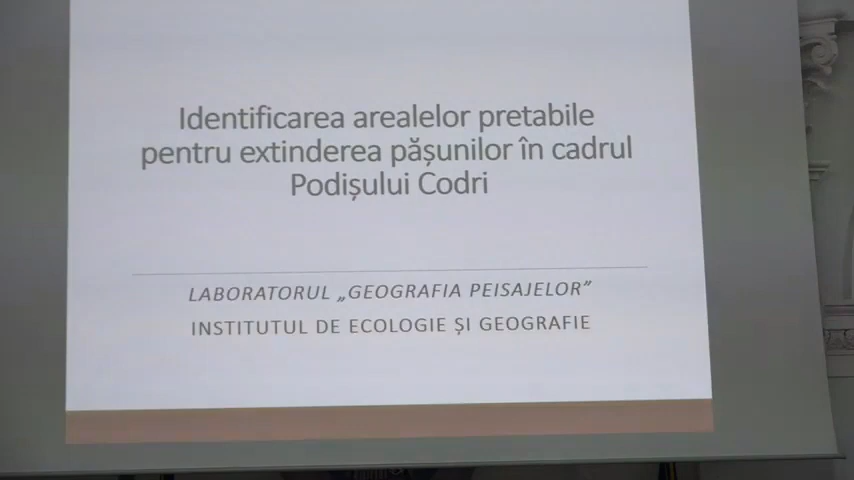 Identificarea arealelor pretabile
pentru extinderea pășunilor în cadrul
Podișului Codri
LABORATORUL „GEOGRAFIA PEISAJELOR”
INSTITUTUL DE ECOLOGIE ȘI GEOGRAFIE